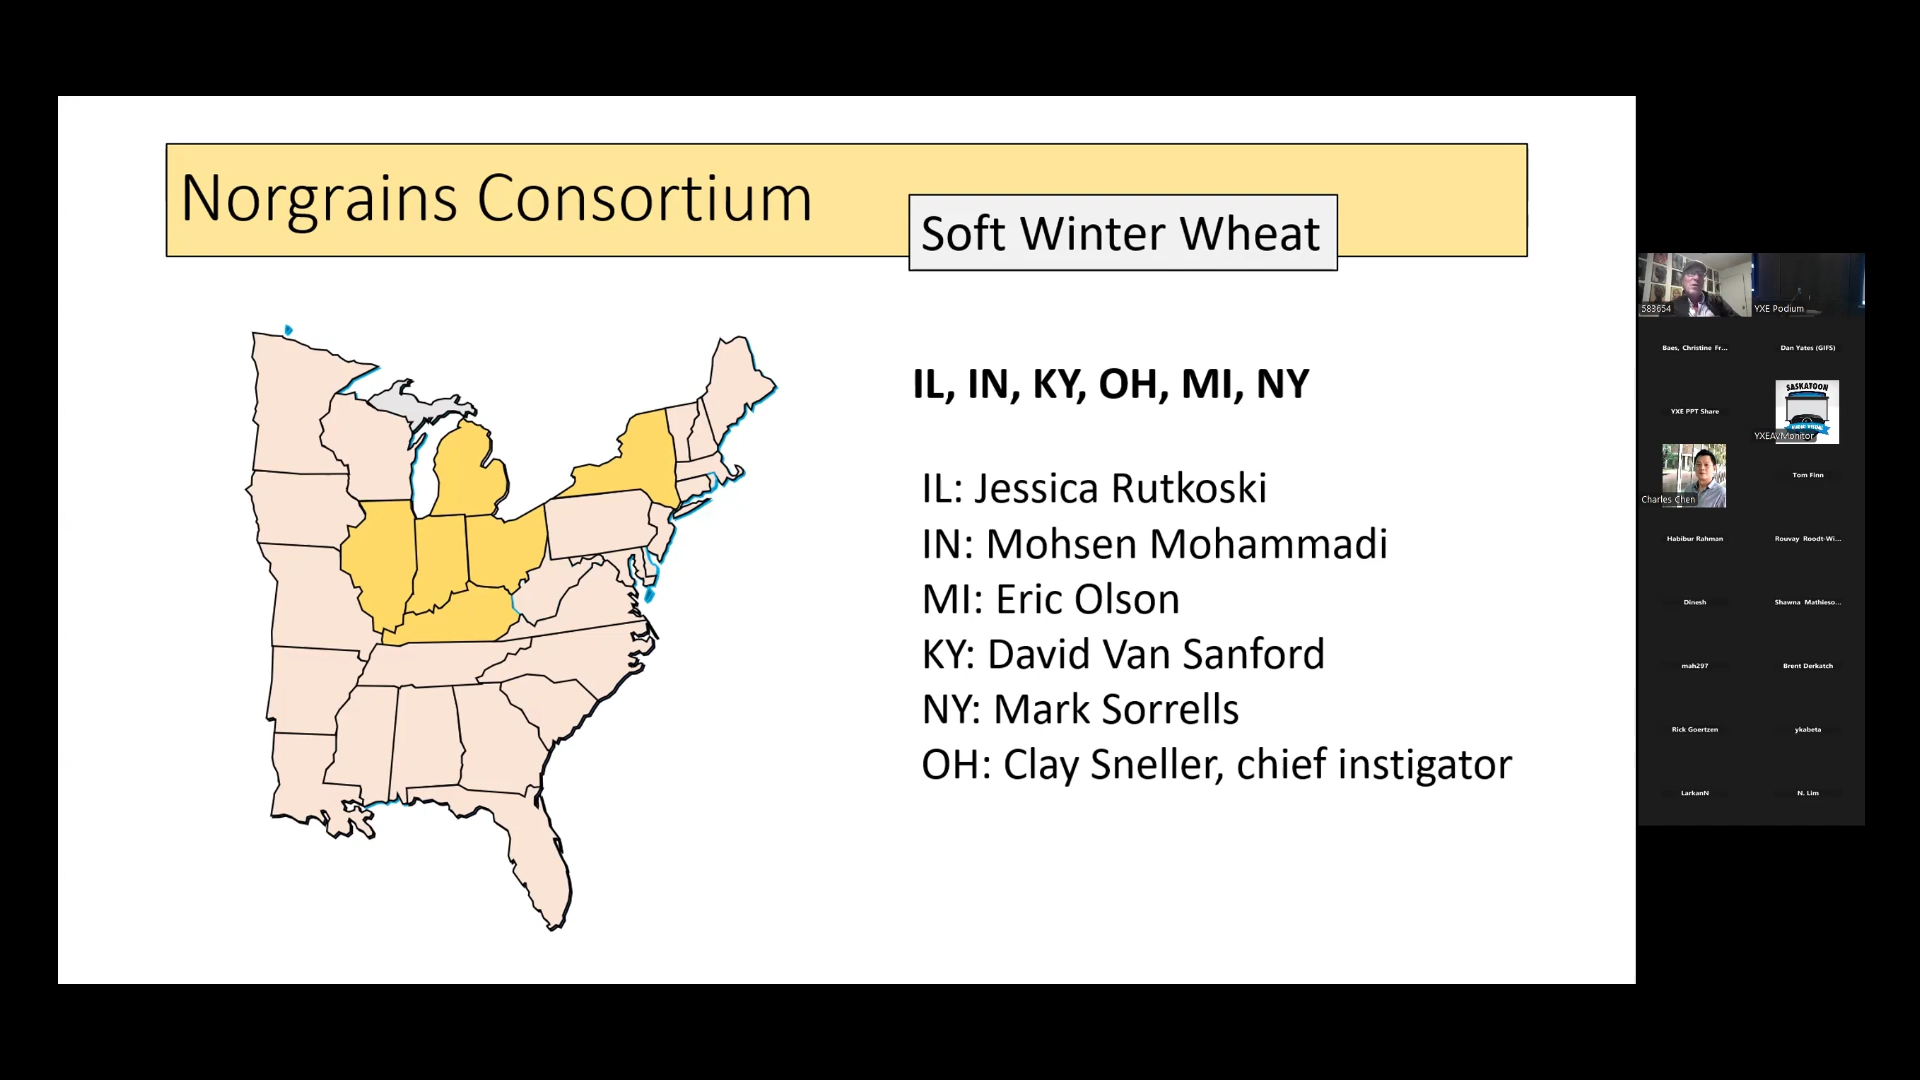 Norgrains Consortium
Soft Winter Wheat
IL, IN, KY, OH, MI, NY
IL: Jessica Rutkoski
IN: Mohsen Mohammadi
MI: Eric Olson
KY: David Van Sanford
NY: Mark Sorrells
OH: Clay Sneller, chief instigator
583654
YXE Podium
Baes, Christine Fr...
Dan Yates (GIFS)
YXE PPT Share
SASKATOON
YXEAVMonitor
Charles Chen
Tom Finn
Habibur Rahman
Rouvay Roodt-Wi...
Dinesh
Shawna Mathieso...
mah297
Brent Derkatch
Rick Goertzen
ykabeta
LarkanN
N. Lim